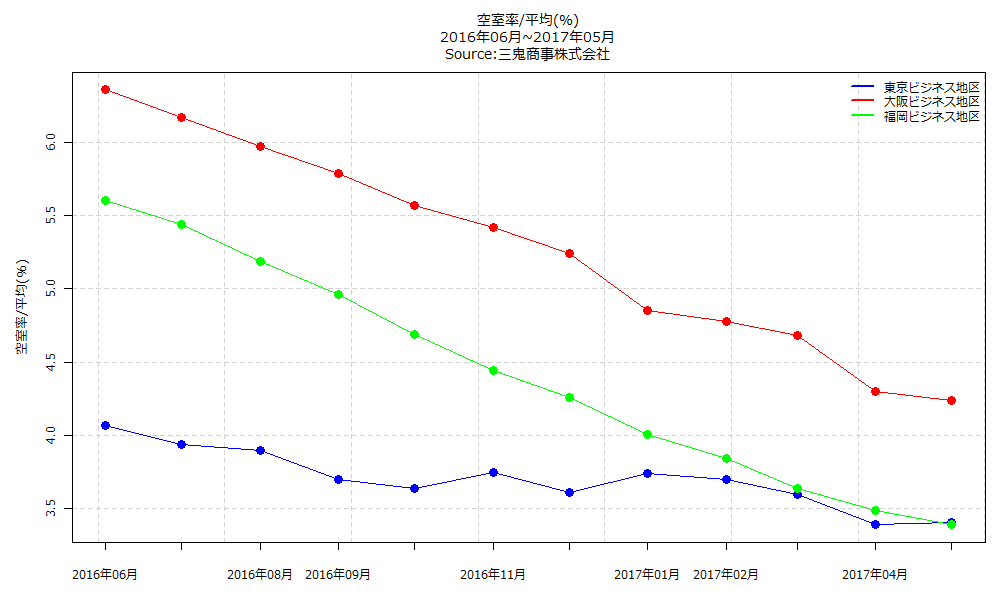 空室率/平均(%)
2016年06月~2017年05月
Source:三鬼商事株式会社
東京ビジネス地区
大阪ビジネス地区
福岡ビジネス地区
空室率/平均(%)
6.0
5.5
5.0
4.5
4.0
3.5
2016年06月 2016年08月 2016年09月 2016年11月 2017年01月 2017年02月 2017年04月